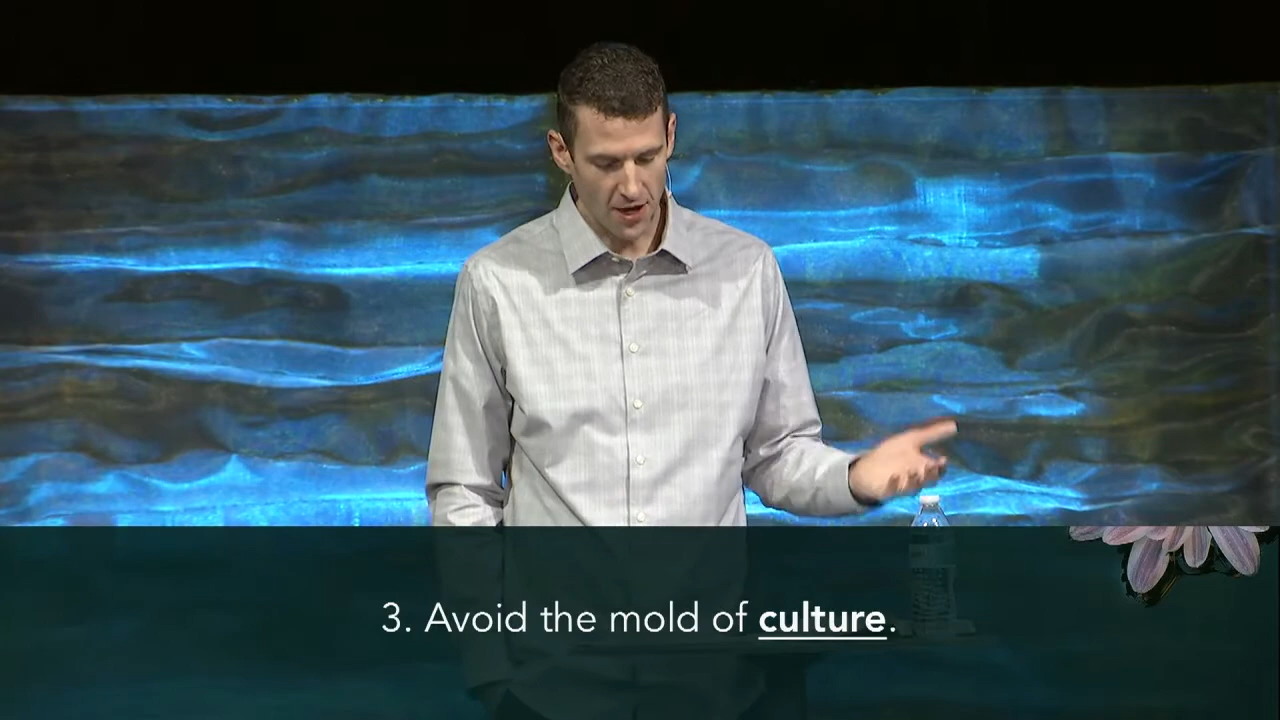 3. Avoid the mold of culture.